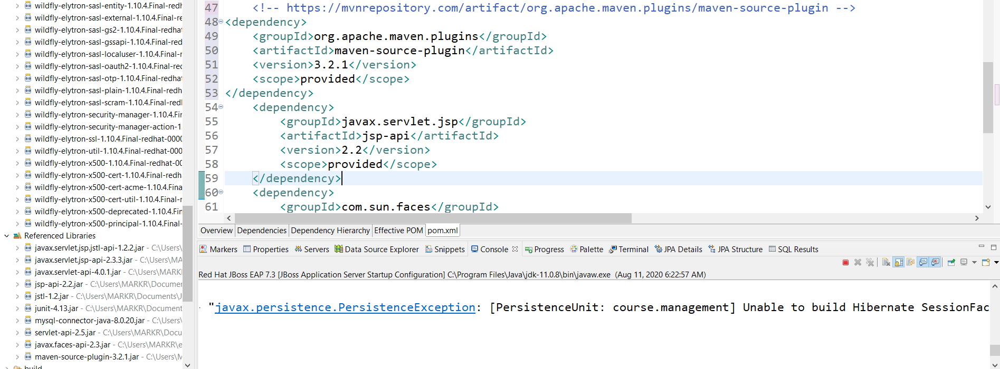 wildfly-elytron-sasl-entity-1.10.4.Final-redh
wildfly-elytron-sasl-external-1.10.4.Final-re
wildfly-elytron-sasl-gs2-1.10.4.Final-redhat
wildfly-elytron-sasl-gssapi-1.10.4.Final-red
wildfly-elytron-sasl-localuser-1.10.4.Final-r
wildfly-elytron-sasl-oauth2-1.10.4.Final-rec
wildfly-elytron-sasl-otp-1.10.4.Final-redha
wildfly-elytron-sasl-plain-1.10.4.Final-redh
wildfly-elytron-sasl-scram-1.10.4.Final-redl
wildfly-elytron-security-manager-1.10.4.Fir
wildfly-elytron-security-manager-action-1.
wildfly-elytron-ssl-1.10.4.Final-redhat-0000
wildfly-elytron-util-1.10.4.Final-redhat-000
wildfly-elytron-x500-1.10.4.Final-redhat-00
wildfly-elytron-x500-cert-1.10.4.Final-redh
wildfly-elytron-x500-cert-acme-1.10.4.Fina
wildfly-elytron-x500-cert-util-1.10.4.Final-r
wildfly-elytron-x500-deprecated-1.10.4.Fin
wildfly-elytron-x500-principal-1.10.4.Final-
Referenced Libraries
javax.servlet.jsp.jstl-api-1.2.2.jar - C:\Users\
javax.servlet.jsp-api-2.3.3.jar - C:\Users\MA
javax.servlet-api-4.0.1.jar - C:\Users\MARKI
jsp-api-2.2.jar - C:\Users\MARKR\Documen
jstl-1.2.jar - C:\Users\MARKR\Documents\J
junit-4.13.jar - C:\Users\MARKR\Document
mysql-connector-java-8.0.20.jar - C:\Users\
servlet-api-2.5.jar - C:\Users\MARKR\Docu
javax.faces-api-2.3.jar - C:\Users\MARKR\e
maven-source-plugin-3.2.1.jar - C:\Users\M
build
47 <!-- https://mvnrepository.com/artifact/org.apache.maven.plugins/maven-source-plugin -->
48 <dependency>
49 <groupId>org.apache.maven.plugins</groupId>
50 <artifactId>maven-source-plugin</artifactId>
51 <version>3.2.1</version>
52 <scope>provided</scope>
53 </dependency>
54 <dependency>
55 <groupId>javax.servlet.jsp</groupId>
56 <artifactId>jsp-api</artifactId>
57 <version>2.2</version>
58 <scope>provided</scope>
59 </dependency>
60 <dependency>
61 <groupId>com.sun.faces</groupId>
Overview Dependencies Dependency Hierarchy Effective POM pom.xml
Markers Properties Servers Data Source Explorer Snippets Console Progress Palette Terminal JPA Details JPA Structure SQL Results
Red Hat JBoss EAP 7.3 [JBoss Application Server Startup Configuration] C:\Program Files\Java\jdk-11.0.8\bin\javaw.exe (Aug 11, 2020 6:22:57 AM)
"javax.persistence.PersistenceException: [PersistenceUnit: course.management] Unable to build Hibernate SessionFac